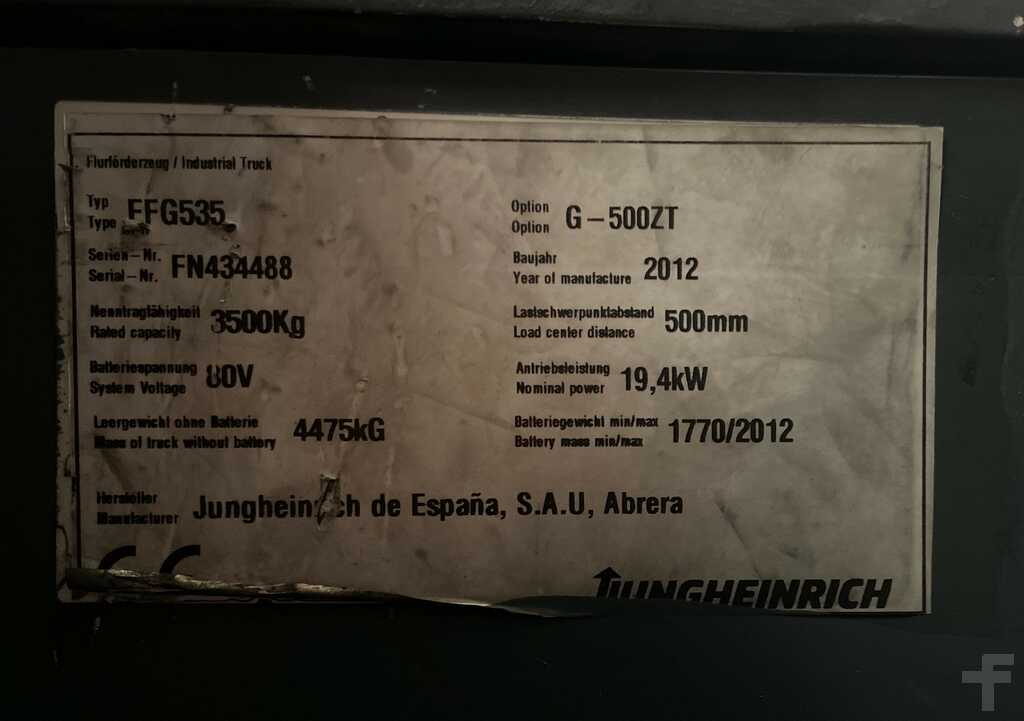 Flurförderzeug / Industrial Truck
Typ
Type EFG535
Option
Option G-500ZT
Serien-Nr.
Serial-Nr. FN434488
Baujahr
Year of manufacture 2012
Nenntragfähigkeit
Rated capacity 3500Kg
Lastschwerpunktabstand
Load center distance 500mm
Batteriespannung
System Voltage 80V
Antriebsleistung
Nominal power 19,4kW
Leergewicht ohne Batterie
Mass of truck without battery 4475kG
Batteriegewicht min/max
Battery mass min/max 1770/2012
Hersteller
Manufacturer Jungheinrich de España, S.A.U, Abrera
CE
JUNGHEINRICH